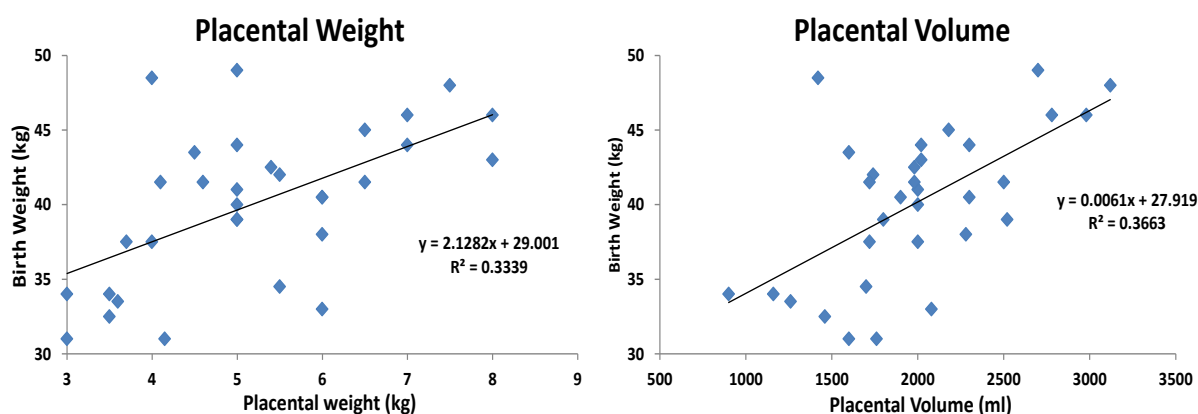 Placental Weight
50
45
40
35
30
Birth Weight (kg)
y = 2.1282x + 29.001
R² = 0.3339
3 4 5 6 7 8 9
Placental weight (kg)
Placental Volume
50
45
40
35
30
Birth Weight (kg)
y = 0.0061x + 27.919
R² = 0.3663
500 1000 1500 2000 2500 3000 3500
Placental Volume (ml)